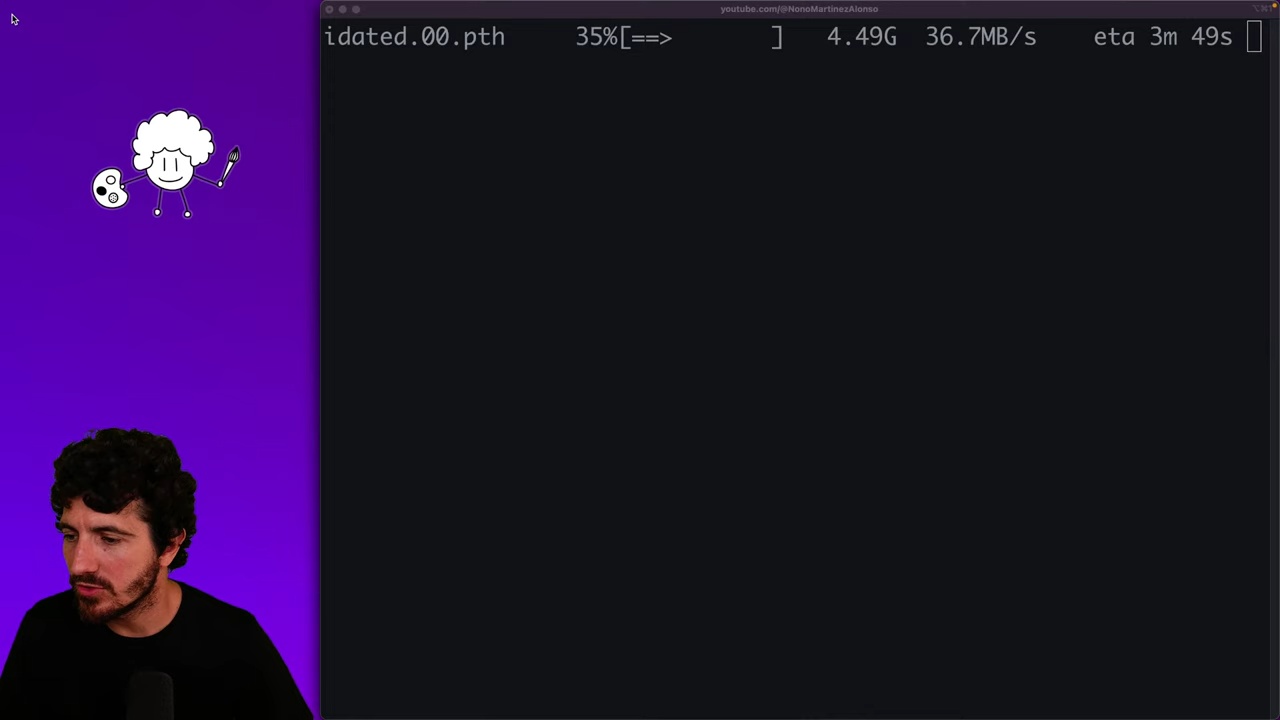 youtube.com/@NonoMartinezAlonso
idated.00.pth 35%[==> ] 4.49G 36.7MB/s eta 3m 49s